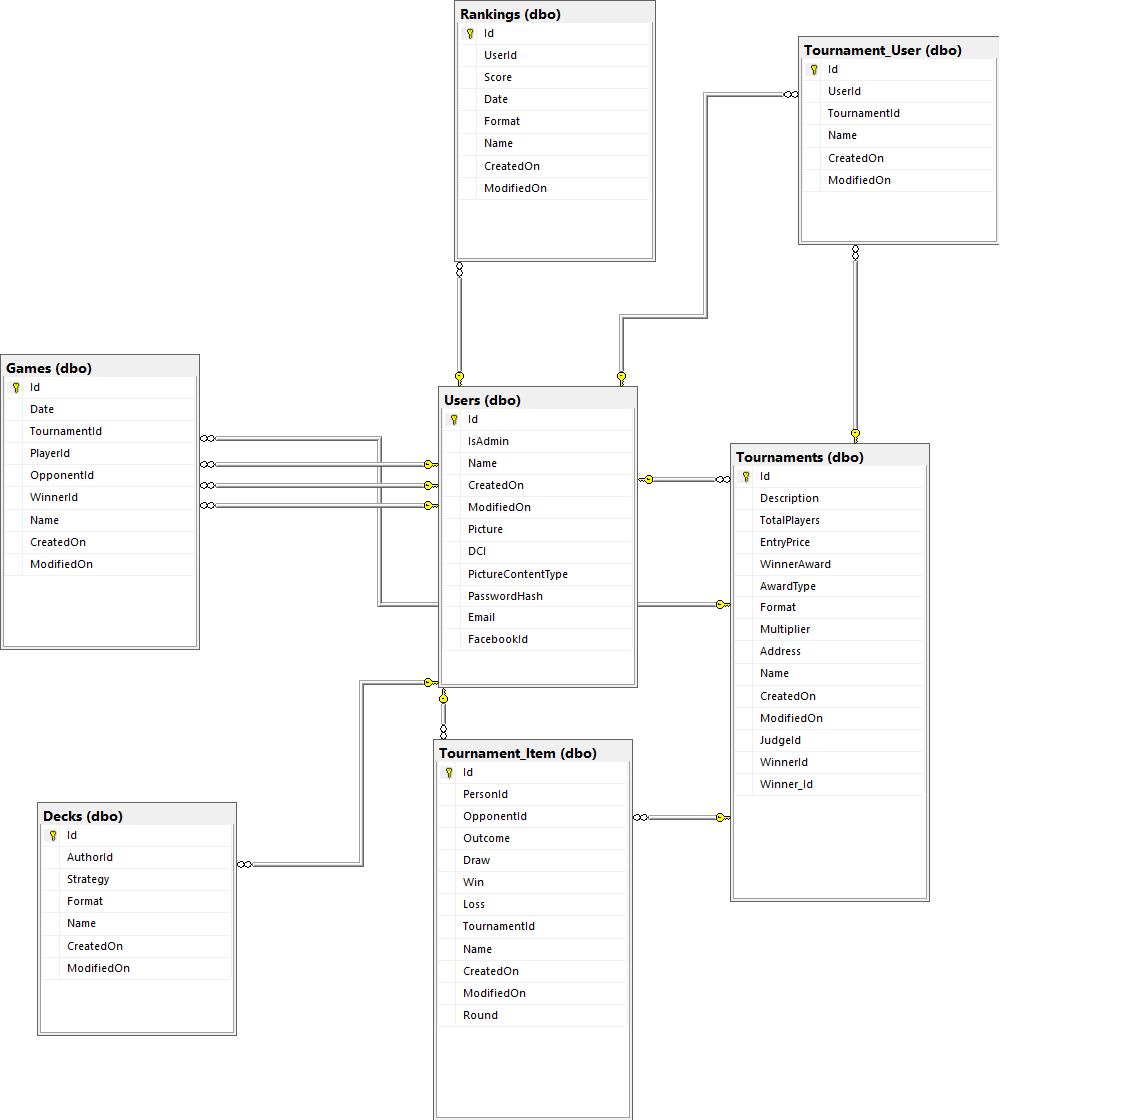 Rankings (dbo)
Id
UserId
Score
Date
Format
Name
CreatedOn
ModifiedOn
Tournament_User (dbo)
Id
UserId
TournamentId
Name
CreatedOn
ModifiedOn
Games (dbo)
Id
Date
TournamentId
PlayerId
OpponentId
WinnerId
Name
CreatedOn
ModifiedOn
Users (dbo)
Id
IsAdmin
Name
CreatedOn
ModifiedOn
Picture
DCI
PictureContentType
PasswordHash
Email
FacebookId
Tournaments (dbo)
Id
Description
TotalPlayers
EntryPrice
WinnerAward
AwardType
Format
Multiplier
Address
Name
CreatedOn
ModifiedOn
JudgeId
WinnerId
Winner_Id
Tournament_Item (dbo)
Id
PersonId
OpponentId
Outcome
Draw
Win
Loss
TournamentId
Name
CreatedOn
ModifiedOn
Round
Decks (dbo)
Id
AuthorId
Strategy
Format
Name
CreatedOn
ModifiedOn